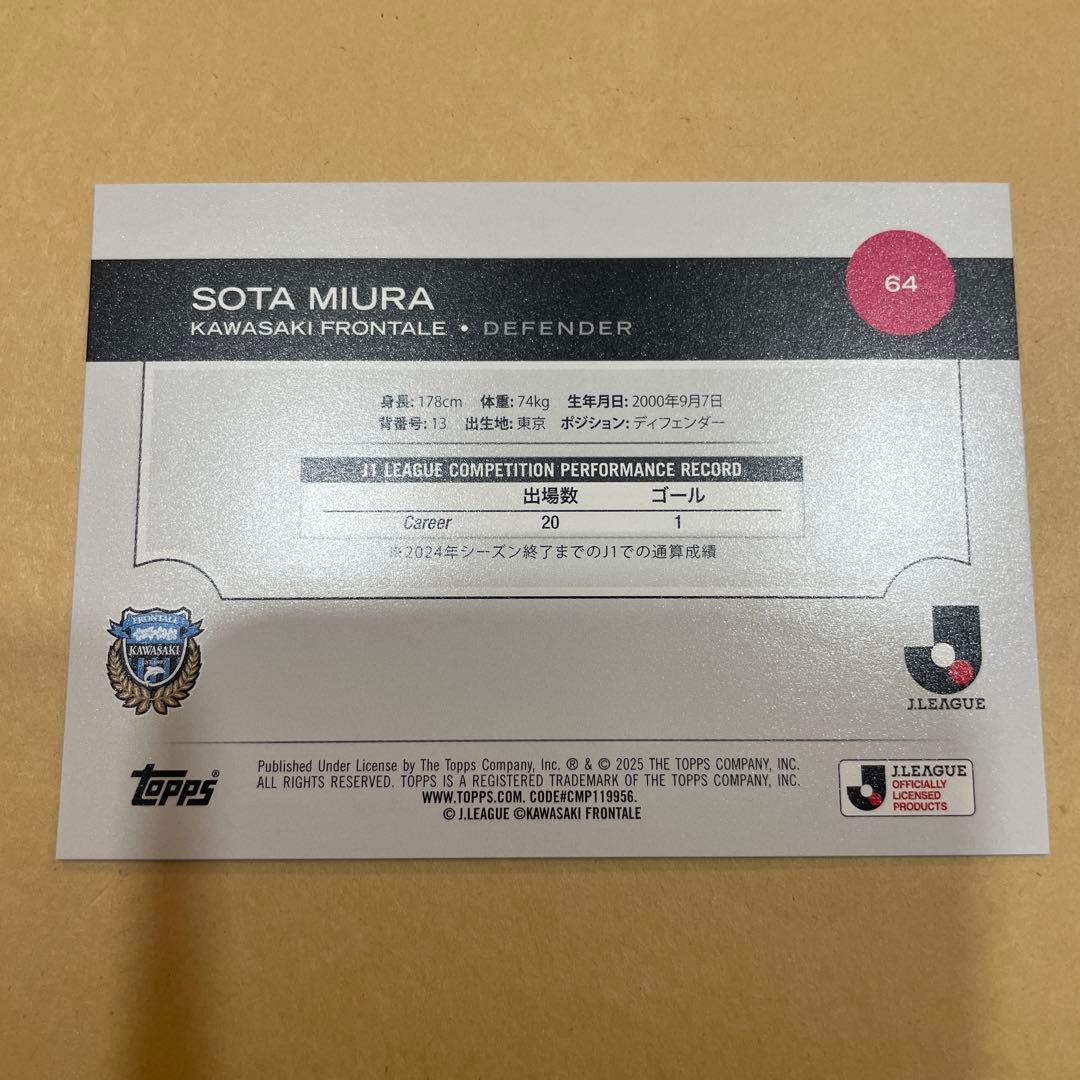 64
SOTA MIURA
KAWASAKI FRONTALE • DEFENDER
身長: 178cm 体重: 74kg 生年月日: 2000年9月7日
背番号: 13 出生地: 東京 ポジション: ディフェンダー
J1 LEAGUE COMPETITION PERFORMANCE RECORD
出場数 ゴール
Career 20 1
※2024年シーズン終了までのJ1での通算成績
FRONTALE
KAWASAKI
EST.1997
J.LEAGUE
topps®
Published Under License by The Topps Company, Inc. ® & © 2025 THE TOPPS COMPANY, INC.
ALL RIGHTS RESERVED. TOPPS IS A REGISTERED TRADEMARK OF THE TOPPS COMPANY, INC.
WWW.TOPPS.COM. CODE#CMP119956.
© J.LEAGUE ©KAWASAKI FRONTALE
J.LEAGUE
OFFICIALLY
LICENSED
PRODUCTS